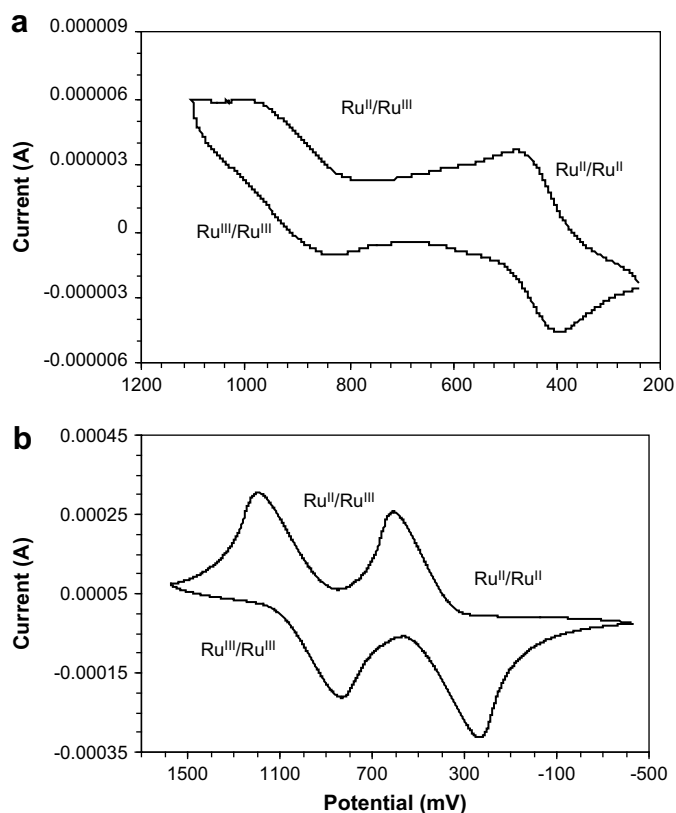 a
0.000009
0.000006
0.000003
0
-0.000003
-0.000006
Current (A)
Ruᴵᴵ/Ruᴵᴵᴵ
Ruᴵᴵ/Ruᴵᴵ
Ruᴵᴵᴵ/Ruᴵᴵᴵ
1200 1000 800 600 400 200
b
0.00045
0.00025
0.00005
-0.00015
-0.00035
Current (A)
Ruᴵᴵ/Ruᴵᴵᴵ
Ruᴵᴵ/Ruᴵᴵ
Ruᴵᴵᴵ/Ruᴵᴵᴵ
1500 1100 700 300 -100 -500
Potential (mV)